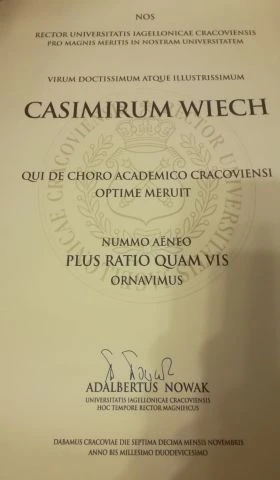 NOS
RECTOR UNIVERSITATIS IAGELLONICAE CRACOVIENSIS
PRO MAGNIS MERITIS IN NOSTRAM UNIVERSITATEM
VIRUM DOCTISSIMUM ATQUE ILLUSTRISSIMUM
CASIMIRUM WIECH
QUI DE CHORO ACADEMICO CRACOVIENSI
OPTIME MERUIT
NUMMO AËNEO
PLUS RATIO QUAM VIS
ORNAVIMUS
ADALBERTUS NOWAK
UNIVERSITATIS IAGELLONICAE CRACOVIENSIS
HOC TEMPORE RECTOR MAGNIFICUS
DABAMUS CRACOVIAE DIE SEPTIMA DECIMA MENSIS NOVEMBRIS
ANNO BIS MILLESIMO DUODEVICESIMO